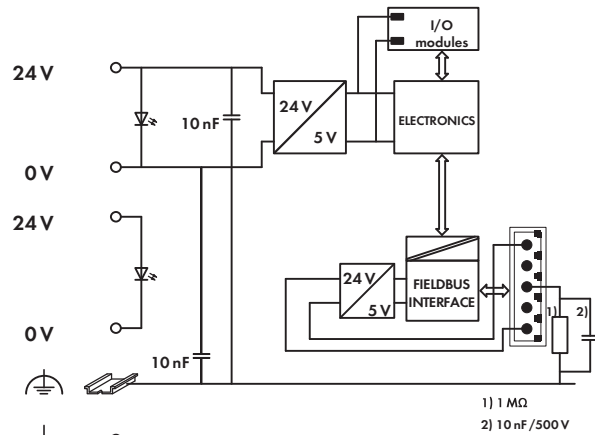 I/O
modules
24 V
24 V
10 nF
5 V
ELECTRONICS
0 V
24 V
24 V
5 V
FIELDBUS
INTERFACE
1)
2)
0 V
10 nF
1) 1 MΩ
2) 10 nF/500 V